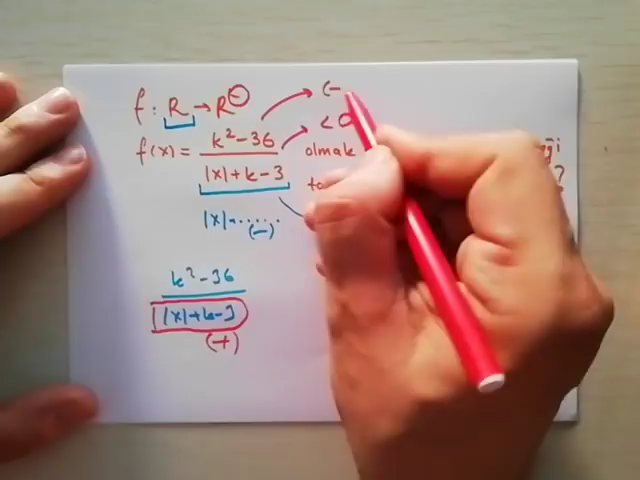 f: R → R⁻ (-
f(x) = k²-36 / |x|+k-3 < 0
olmak
|x|.......
(-)
k²-36
|x|+k-3
(+)